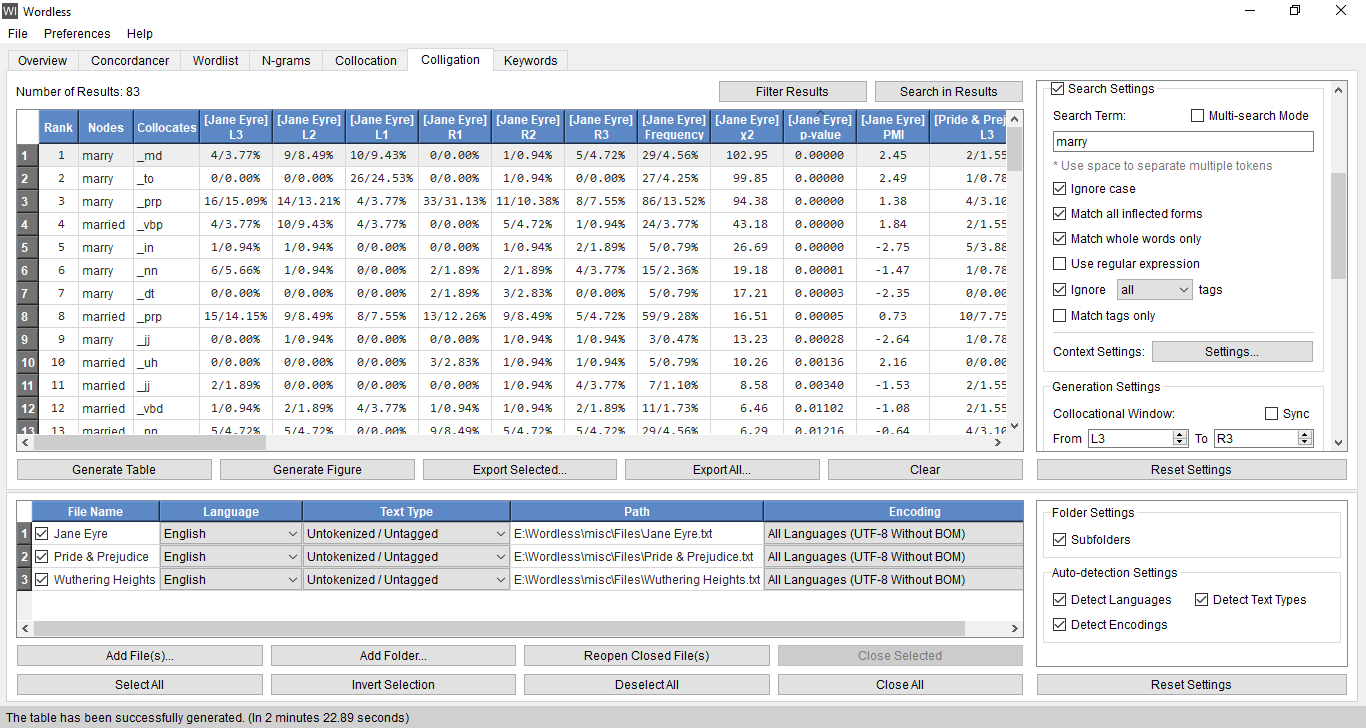 WI Wordless
File Preferences Help
Overview Concordancer Wordlist N-grams Collocation Colligation Keywords
Number of Results: 83 Filter Results Search in Results
Rank Nodes Collocates [Jane Eyre] L3 [Jane Eyre] L2 [Jane Eyre] L1 [Jane Eyre] R1 [Jane Eyre] R2 [Jane Eyre] R3 [Jane Eyre] Frequency [Jane Eyre] χ2 [Jane Eyre] p-value [Jane Eyre] PMI [Pride & Prej L3
1 1 marry _md 4/3.77% 9/8.49% 10/9.43% 0/0.00% 1/0.94% 5/4.72% 29/4.56% 102.95 0.00000 2.45 2/1.55
2 2 marry _to 0/0.00% 0/0.00% 26/24.53% 0/0.00% 1/0.94% 0/0.00% 27/4.25% 99.85 0.00000 2.49 1/0.78
3 3 marry _prp 16/15.09% 14/13.21% 4/3.77% 33/31.13% 11/10.38% 8/7.55% 86/13.52% 94.38 0.00000 1.38 4/3.10
4 4 married _vbp 4/3.77% 10/9.43% 4/3.77% 0/0.00% 5/4.72% 1/0.94% 24/3.77% 43.18 0.00000 1.84 2/1.55
5 5 marry _in 1/0.94% 1/0.94% 0/0.00% 0/0.00% 1/0.94% 2/1.89% 5/0.79% 26.69 0.00000 -2.75 5/3.88
6 6 marry _nn 6/5.66% 1/0.94% 0/0.00% 2/1.89% 2/1.89% 4/3.77% 15/2.36% 19.18 0.00001 -1.47 1/0.78
7 7 marry _dt 0/0.00% 0/0.00% 0/0.00% 2/1.89% 3/2.83% 0/0.00% 5/0.79% 17.21 0.00003 -2.35 0/0.00
8 8 married _prp 15/14.15% 9/8.49% 8/7.55% 13/12.26% 9/8.49% 5/4.72% 59/9.28% 16.51 0.00005 0.73 10/7.75
9 9 marry _jj 0/0.00% 1/0.94% 0/0.00% 0/0.00% 1/0.94% 1/0.94% 3/0.47% 13.23 0.00028 -2.64 1/0.78
10 10 married _uh 0/0.00% 0/0.00% 0/0.00% 3/2.83% 1/0.94% 1/0.94% 5/0.79% 10.26 0.00136 2.16 0/0.00
11 11 married _jj 2/1.89% 0/0.00% 0/0.00% 0/0.00% 1/0.94% 4/3.77% 7/1.10% 8.58 0.00340 -1.53 2/1.55
12 12 married _vbd 1/0.94% 2/1.89% 4/3.77% 1/0.94% 1/0.94% 2/1.89% 11/1.73% 6.46 0.01102 -1.08 2/1.55
13 13 married _nn 5/4.72% 5/4.72% 0/0.00% 9/8.49% 5/4.72% 5/4.72% 29/4.56% 6.29 0.01216 -0.64 4/3.10
Generate Table Generate Figure Export Selected... Export All... Clear
Search Settings
Search Term: Multi-search Mode
marry
* Use space to separate multiple tokens
Ignore case
Match all inflected forms
Match whole words only
Use regular expression
Ignore all tags
Match tags only
Context Settings: Settings...
Generation Settings
Collocational Window: Sync
From L3 To R3
Reset Settings
File Name Language Text Type Path Encoding
1 Jane Eyre English Untokenized / Untagged E:\Wordless\misc\Files\Jane Eyre.txt All Languages (UTF-8 Without BOM)
2 Pride & Prejudice English Untokenized / Untagged E:\Wordless\misc\Files\Pride & Prejudice.txt All Languages (UTF-8 Without BOM)
3 Wuthering Heights English Untokenized / Untagged E:\Wordless\misc\Files\Wuthering Heights.txt All Languages (UTF-8 Without BOM)
Add File(s)... Add Folder... Reopen Closed File(s) Close Selected
Select All Invert Selection Deselect All Close All
Folder Settings
Subfolders
Auto-detection Settings
Detect Languages Detect Text Types
Detect Encodings
Reset Settings
The table has been successfully generated. (In 2 minutes 22.89 seconds)